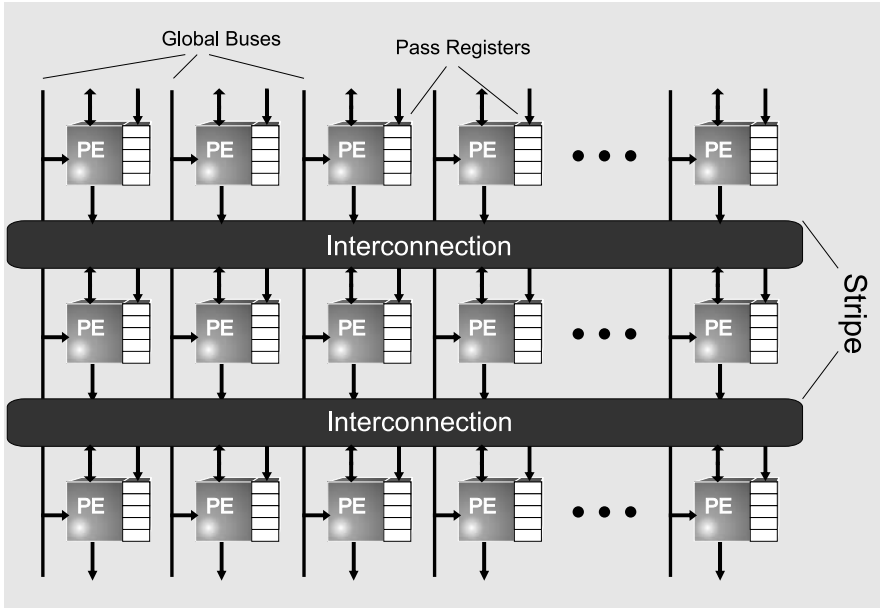 Global Buses
Pass Registers
PE PE PE PE PE
Interconnection
Stripe
PE PE PE PE PE
Interconnection
PE PE PE PE PE